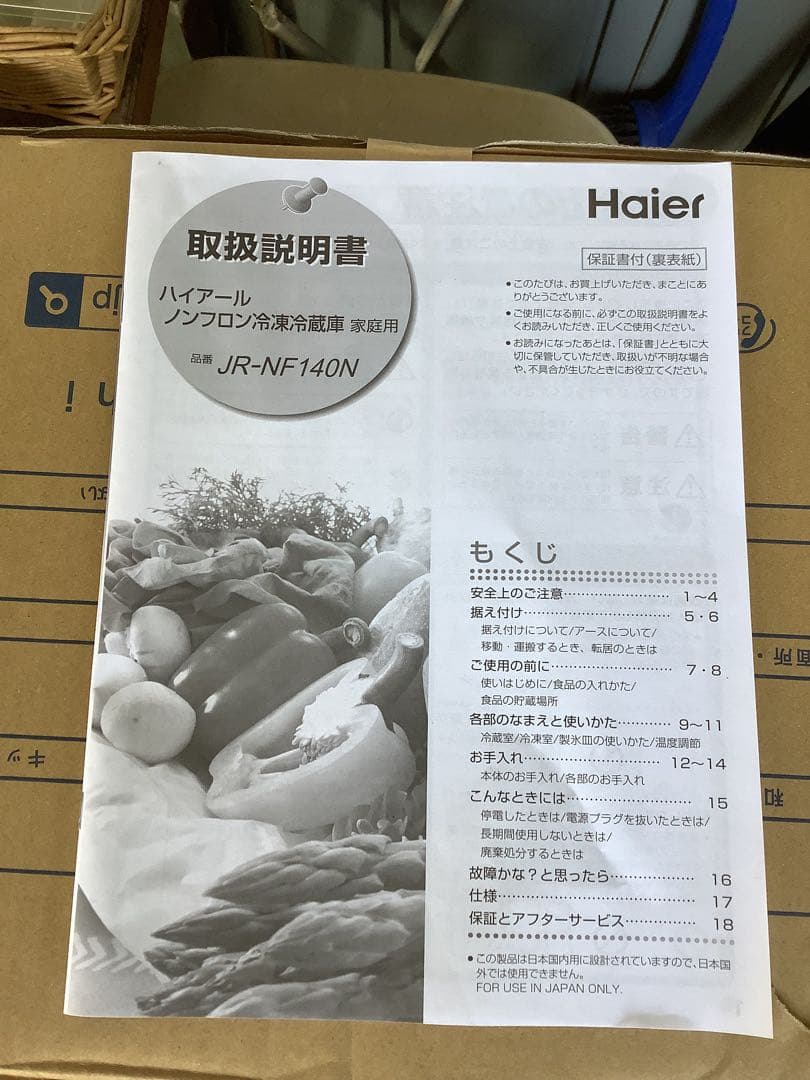 取扱説明書
ハイアール
ノンフロン冷凍冷蔵庫 家庭用
品番 JR-NF140N
Haier
保証書付(裏表紙)
●このたびは、お買上げいただき、まことにあ
りがとうございます。
●ご使用になる前に、必ずこの取扱説明書をよ
くお読みいただき、正しくご使用ください。
●お読みになったあとは、「保証書」とともに大
切に保管していただき、取扱いが不明な場合
や、不具合が生じたときにお役立てください。
もくじ
安全上のご注意…………………… 1〜4
据え付け…………………………… 5・6
据え付けについて/アースについて/
移動・運搬するとき、転居のときは
ご使用の前に……………………… 7・8
使いはじめに/食品の入れかた/
食品の貯蔵場所
各部のなまえと使いかた………… 9〜11
冷蔵室/冷凍室/製氷皿の使いかた/温度調節
お手入れ………………………… 12〜14
本体のお手入れ/各部のお手入れ
こんなときには……………………… 15
停電したときは/電源プラグを抜いたときは/
長期間使用しないときは/
廃棄処分するときは
故障かな?と思ったら……………… 16
仕様…………………………………… 17
保証とアフターサービス…………… 18
●この製品は日本国内用に設計されていますので、日本国
外では使用できません。
FOR USE IN JAPAN ONLY.
警告
注意
jp
キッ
面所・
和